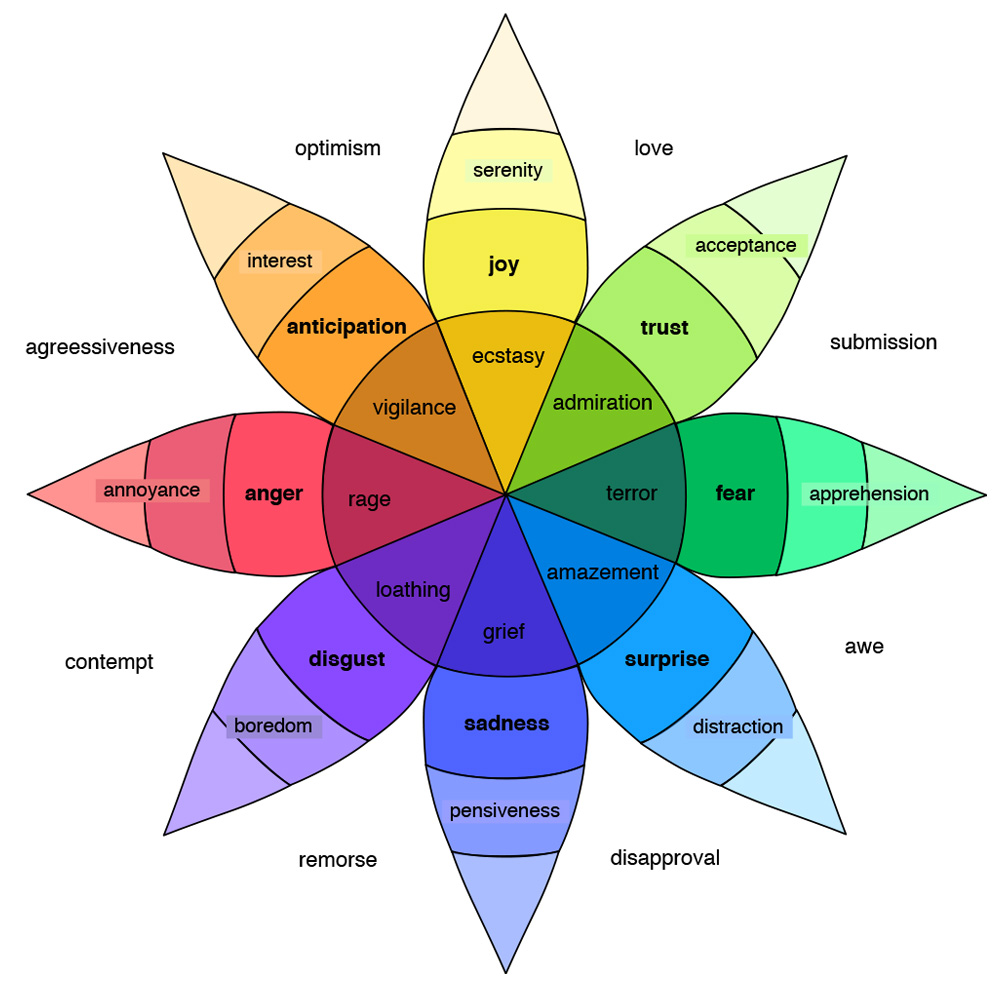 optimism
love
serenity
acceptance
interest
joy
anticipation
trust
agreessiveness
submission
ecstasy
vigilance
admiration
annoyance
anger
rage
terror
fear
apprehension
loathing
amazement
grief
contempt
disgust
surprise
awe
boredom
sadness
distraction
pensiveness
remorse
disapproval